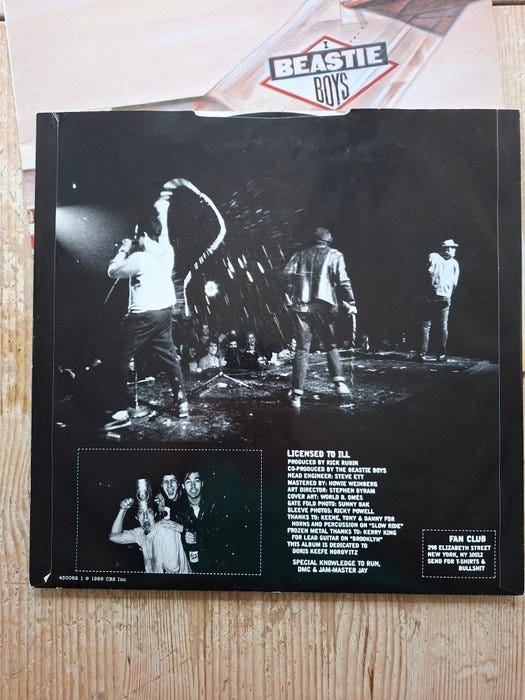 BEASTIE
BOYS
LICENSED TO ILL
PRODUCED BY RICK RUBIN
CO-PRODUCED BY THE BEASTIE BOYS
HEAD ENGINEER: STEVE ETT
MASTERED BY: HOWIE WEINBERG
ART DIRECTOR: STEPHEN BYRAM
COVER ART: WORLD B. OMES
GATE FOLD PHOTO: SUNNY BAK
SLEEVE PHOTOS: RICKY POWELL
THANKS TO: KEENE, TONY & DANNY FOR
HORNS AND PERCUSSION ON "SLOW RIDE"
FROZEN METAL THANKS TO: KERRY KING
FOR LEAD GUITAR ON "BROOKLYN"
THIS ALBUM IS DEDICATED TO
DORIS KEEFE HOROVITZ
SPECIAL KNOWLEDGE TO RUN,
DMC & JAM-MASTER JAY
FAN CLUB
298 ELIZABETH STREET
NEW YORK, NY 10012
SEND FOR T-SHIRTS &
BULLSHIT
450062 1 © 1986 CBS Inc.